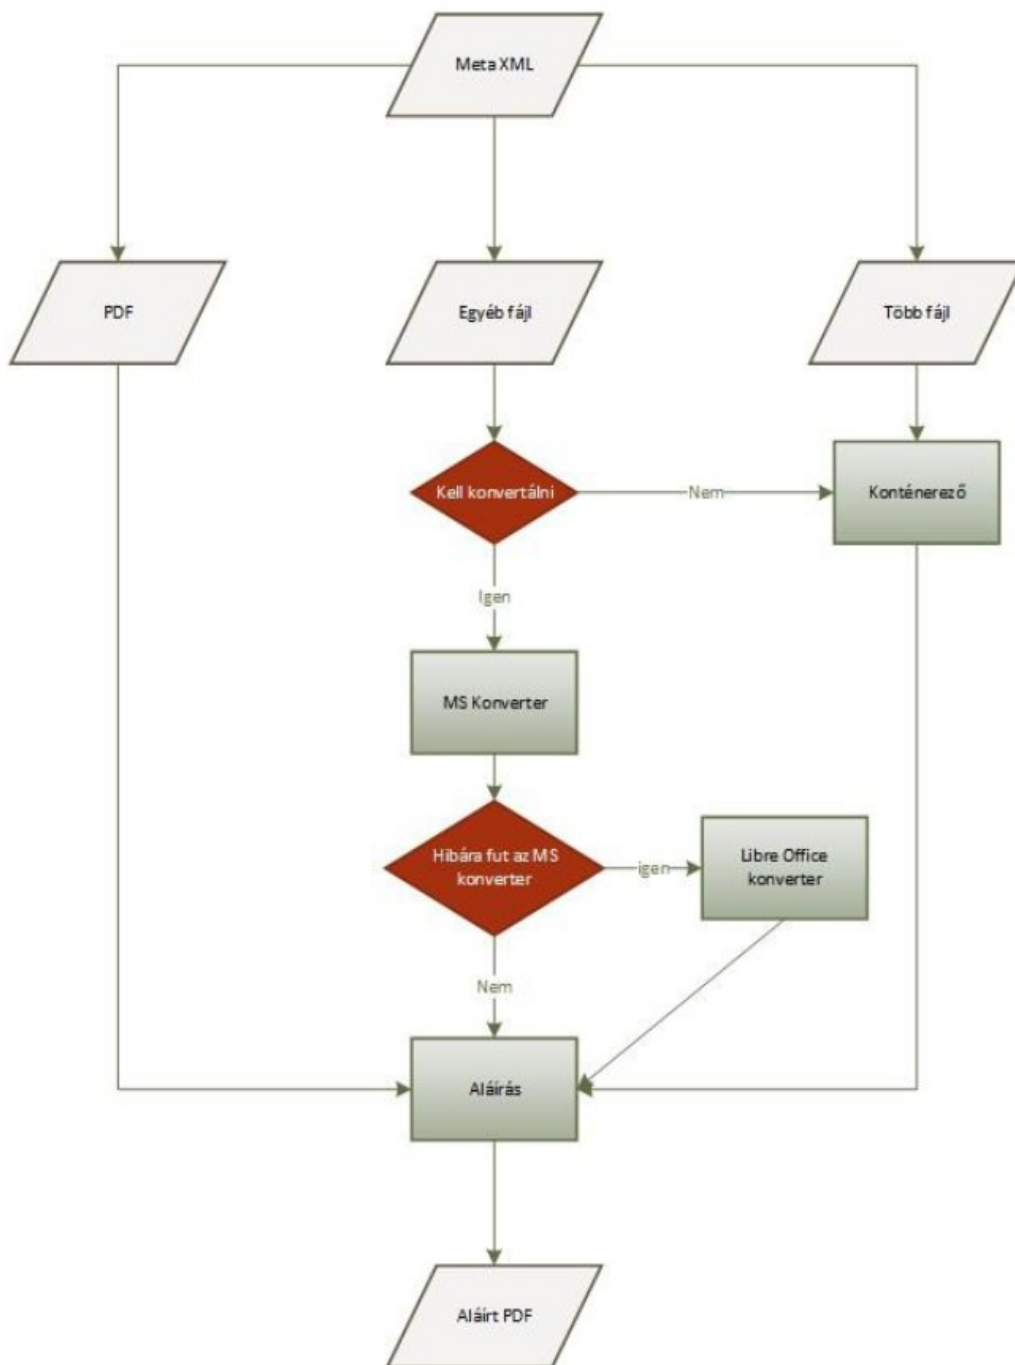 Meta XML
PDF
Egyéb fájl
Több fájl
Kell konvertálni
Nem
Konténerező
Igen
MS Konverter
Hibára fut az MS
konverter
igen
Libre Office
konverter
Nem
Aláírás
Aláírt PDF